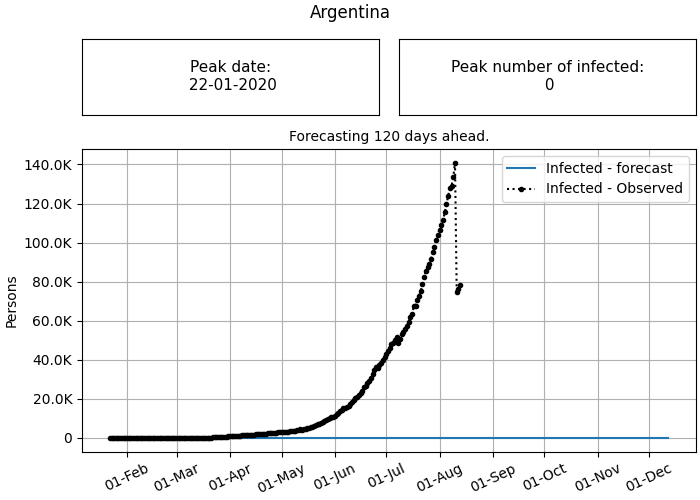 Argentina
Peak date:
22-01-2020
Peak number of infected:
0
Forecasting 120 days ahead.
Infected - forecast
Infected - Observed
140.0K
120.0K
100.0K
80.0K
60.0K
40.0K
20.0K
0
Persons
01-Feb
01-Mar
01-Apr
01-May
01-Jun
01-Jul
01-Aug
01-Sep
01-Oct
01-Nov
01-Dec